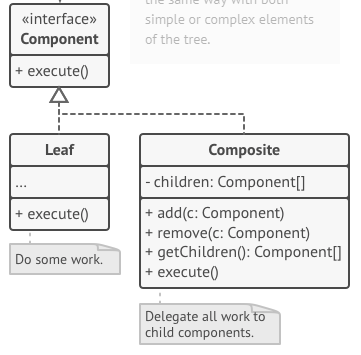 the same way with both
simple or complex elements
of the tree.
«interface»
Component
+ execute()
Leaf
...
+ execute()
Do some work.
Composite
- children: Component[]
+ add(c: Component)
+ remove(c: Component)
+ getChildren(): Component[]
+ execute()
Delegate all work to
child components.